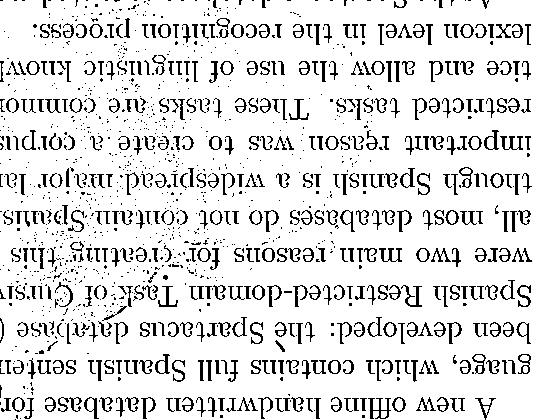 A new offline handwritten database for
guage, which contains full Spanish senten
been developed: the Spartacus database (
Spanish Restricted-domain Task of Cursiv
were two main reasons for creating this
all, most databases do not contain Spanis
though Spanish is a widespread major lan
important reason was to create a corpus
restricted tasks. These tasks are common
tice and allow the use of linguistic knowl
lexicon level in the recognition process.